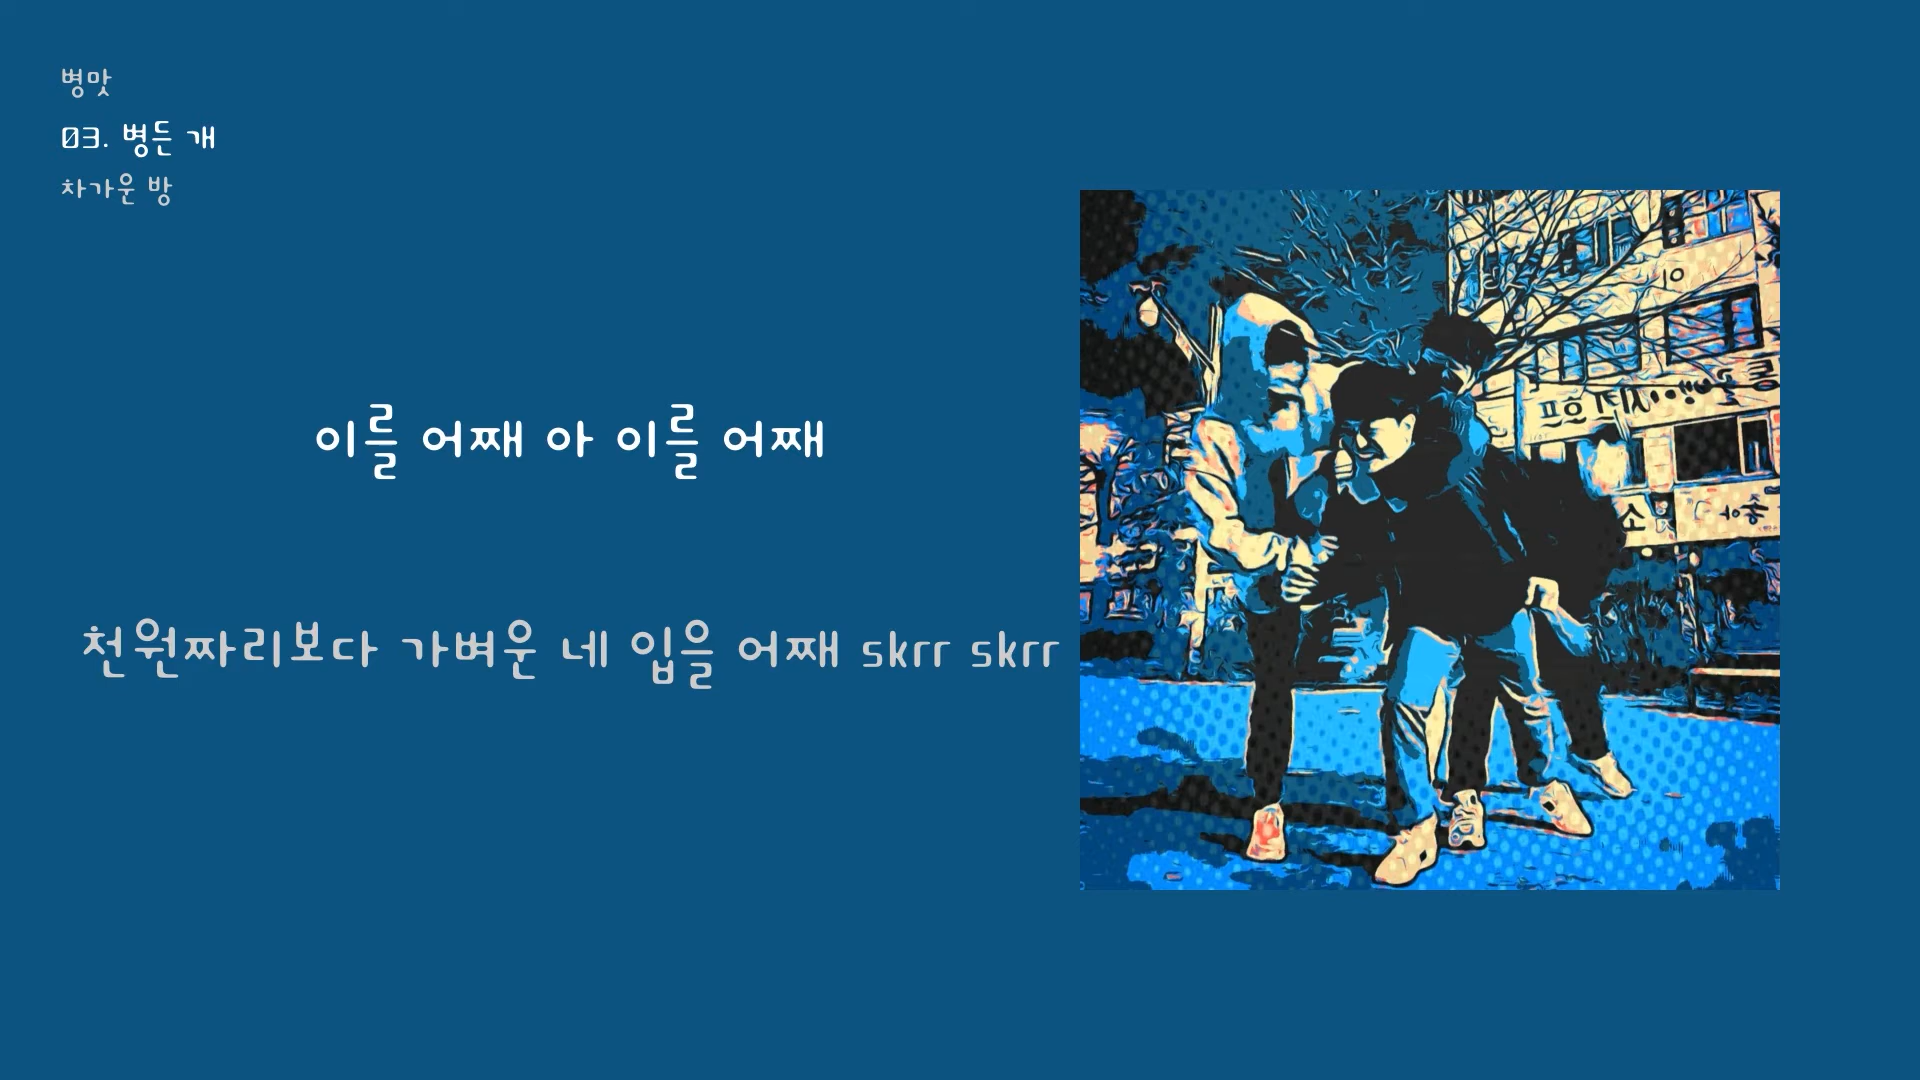 병맛
03. 병든 개
차가운 방
이를 어째 아 이를 어째
천원짜리보다 가벼운 네 입을 어째 skrr skrr
10